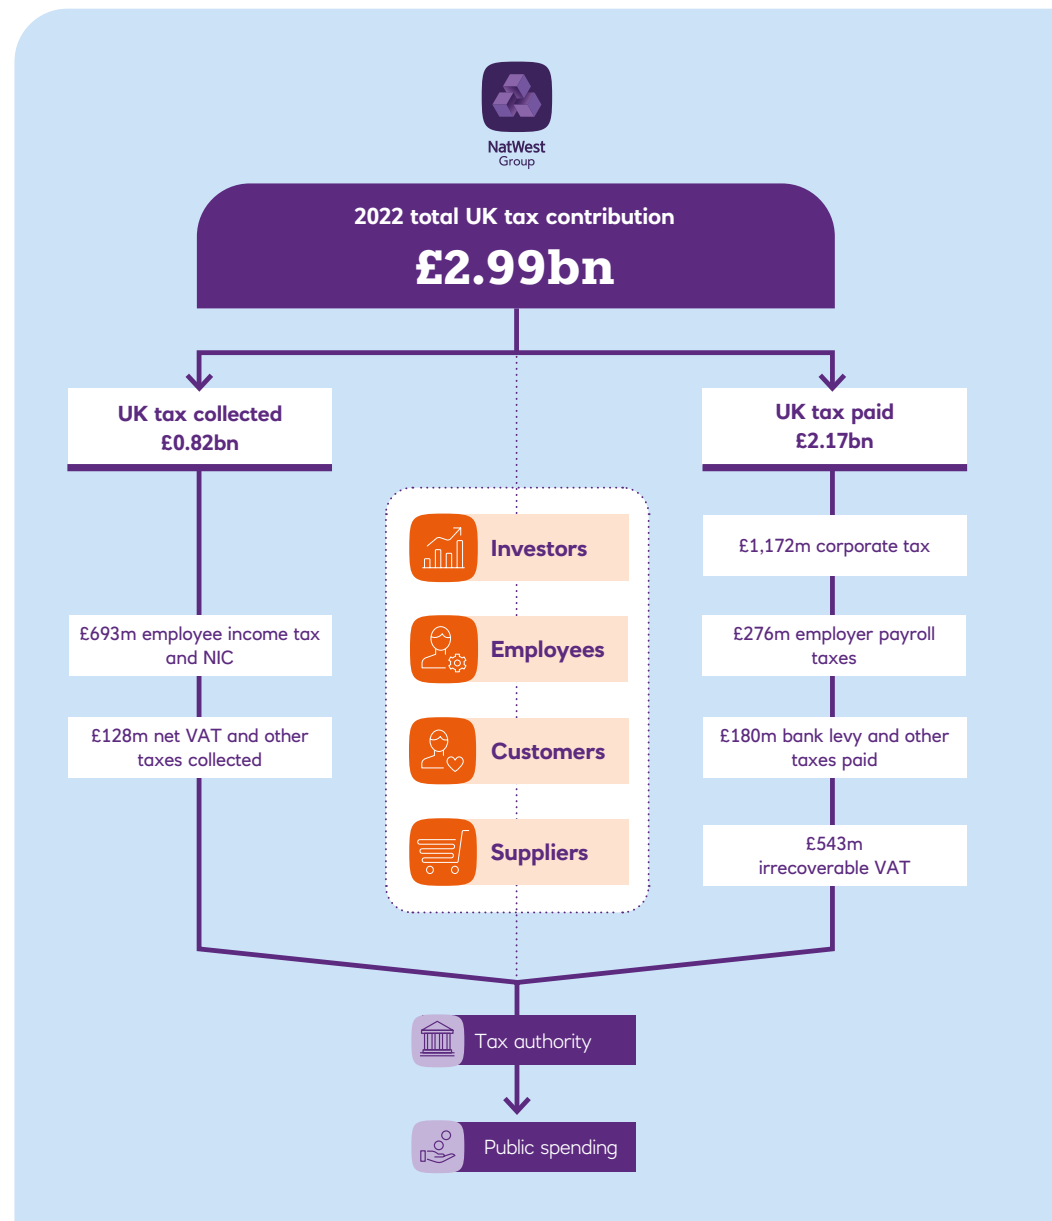 NatWest
Group
2022 total UK tax contribution
£2.99bn
UK tax collected
£0.82bn
£693m employee income tax
and NIC
£128m net VAT and other
taxes collected
Investors
Employees
Customers
Suppliers
UK tax paid
£2.17bn
£1,172m corporate tax
£276m employer payroll
taxes
£180m bank levy and other
taxes paid
£543m
irrecoverable VAT
Tax authority
Public spending